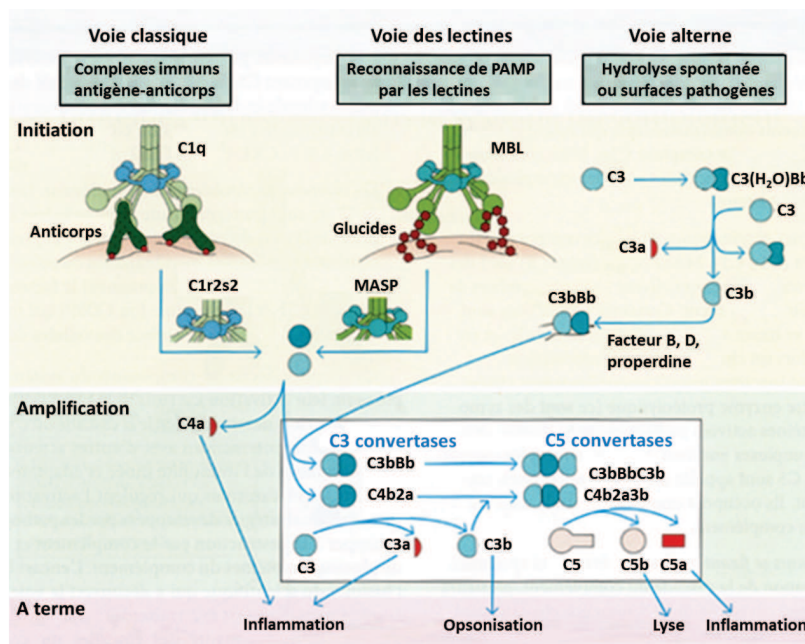 Voie classique
Voie des lectines
Voie alterne
Complexes immuns
antigène-anticorps
Reconnaissance de PAMP
par les lectines
Hydrolyse spontanée
ou surfaces pathogènes
Initiation
C1q
MBL
C3
C3(H₂O)Bb
C3
Anticorps
Glucides
C3a
C1r2s2
MASP
C3bBb
C3b
Facteur B, D,
properdine
Amplification
C4a
C3 convertases
C5 convertases
C3bBb
C3bBbC3b
C4b2a
C4b2a3b
C3
C3a
C3b
C5
C5b
C5a
A terme
Inflammation
Opsonisation
Lyse
Inflammation